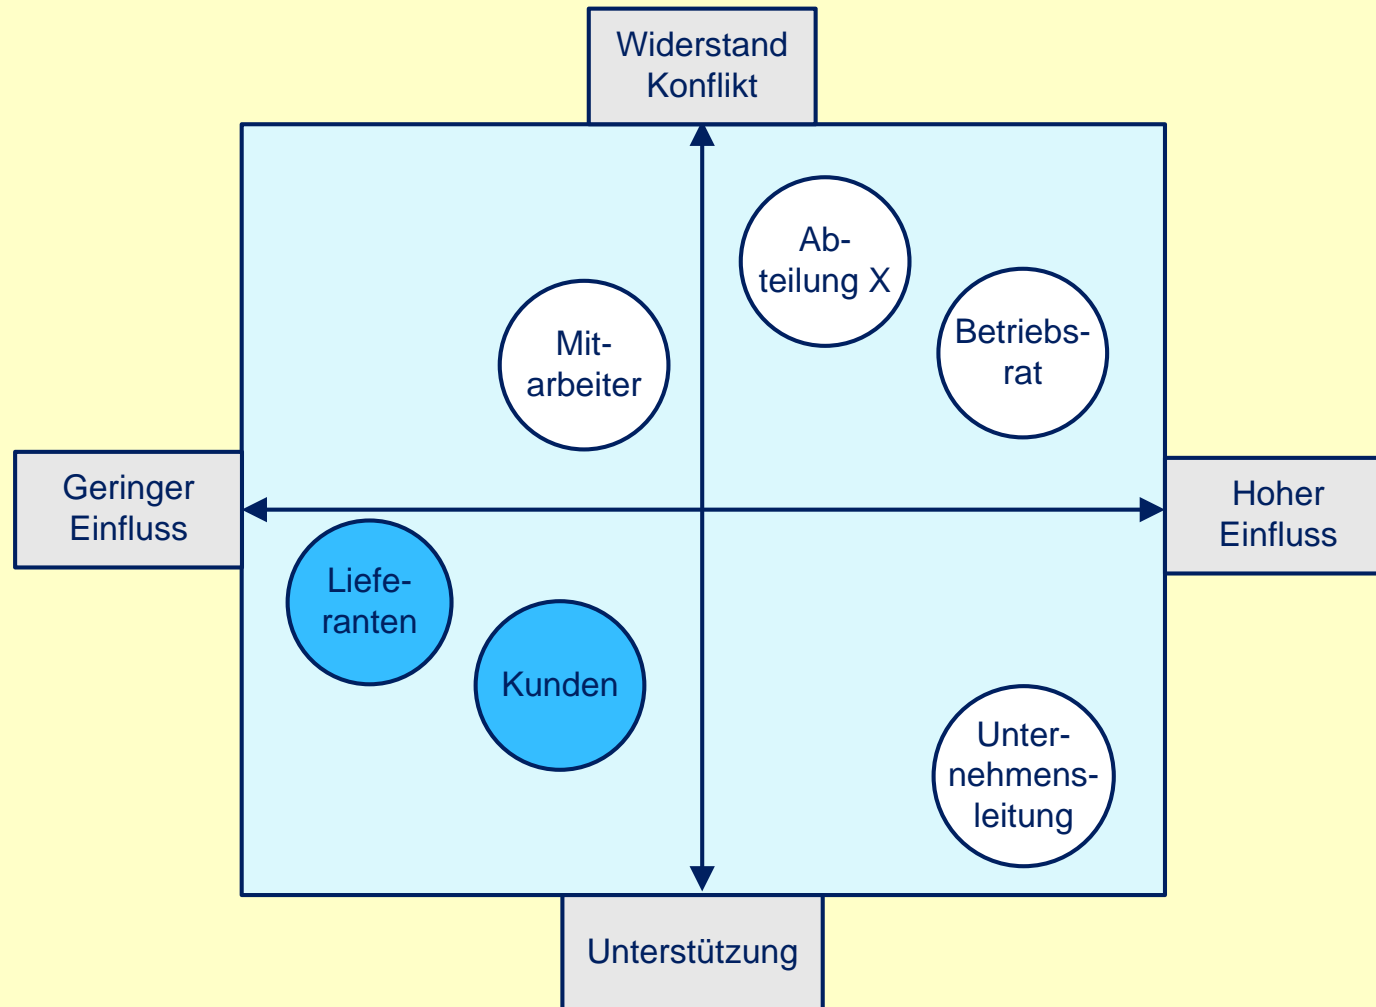 Widerstand
Konflikt
Ab-
teilung X
Betriebs-
rat
Mit-
arbeiter
Geringer
Einfluss
Hoher
Einfluss
Liefe-
ranten
Kunden
Unter-
nehmens-
leitung
Unterstützung